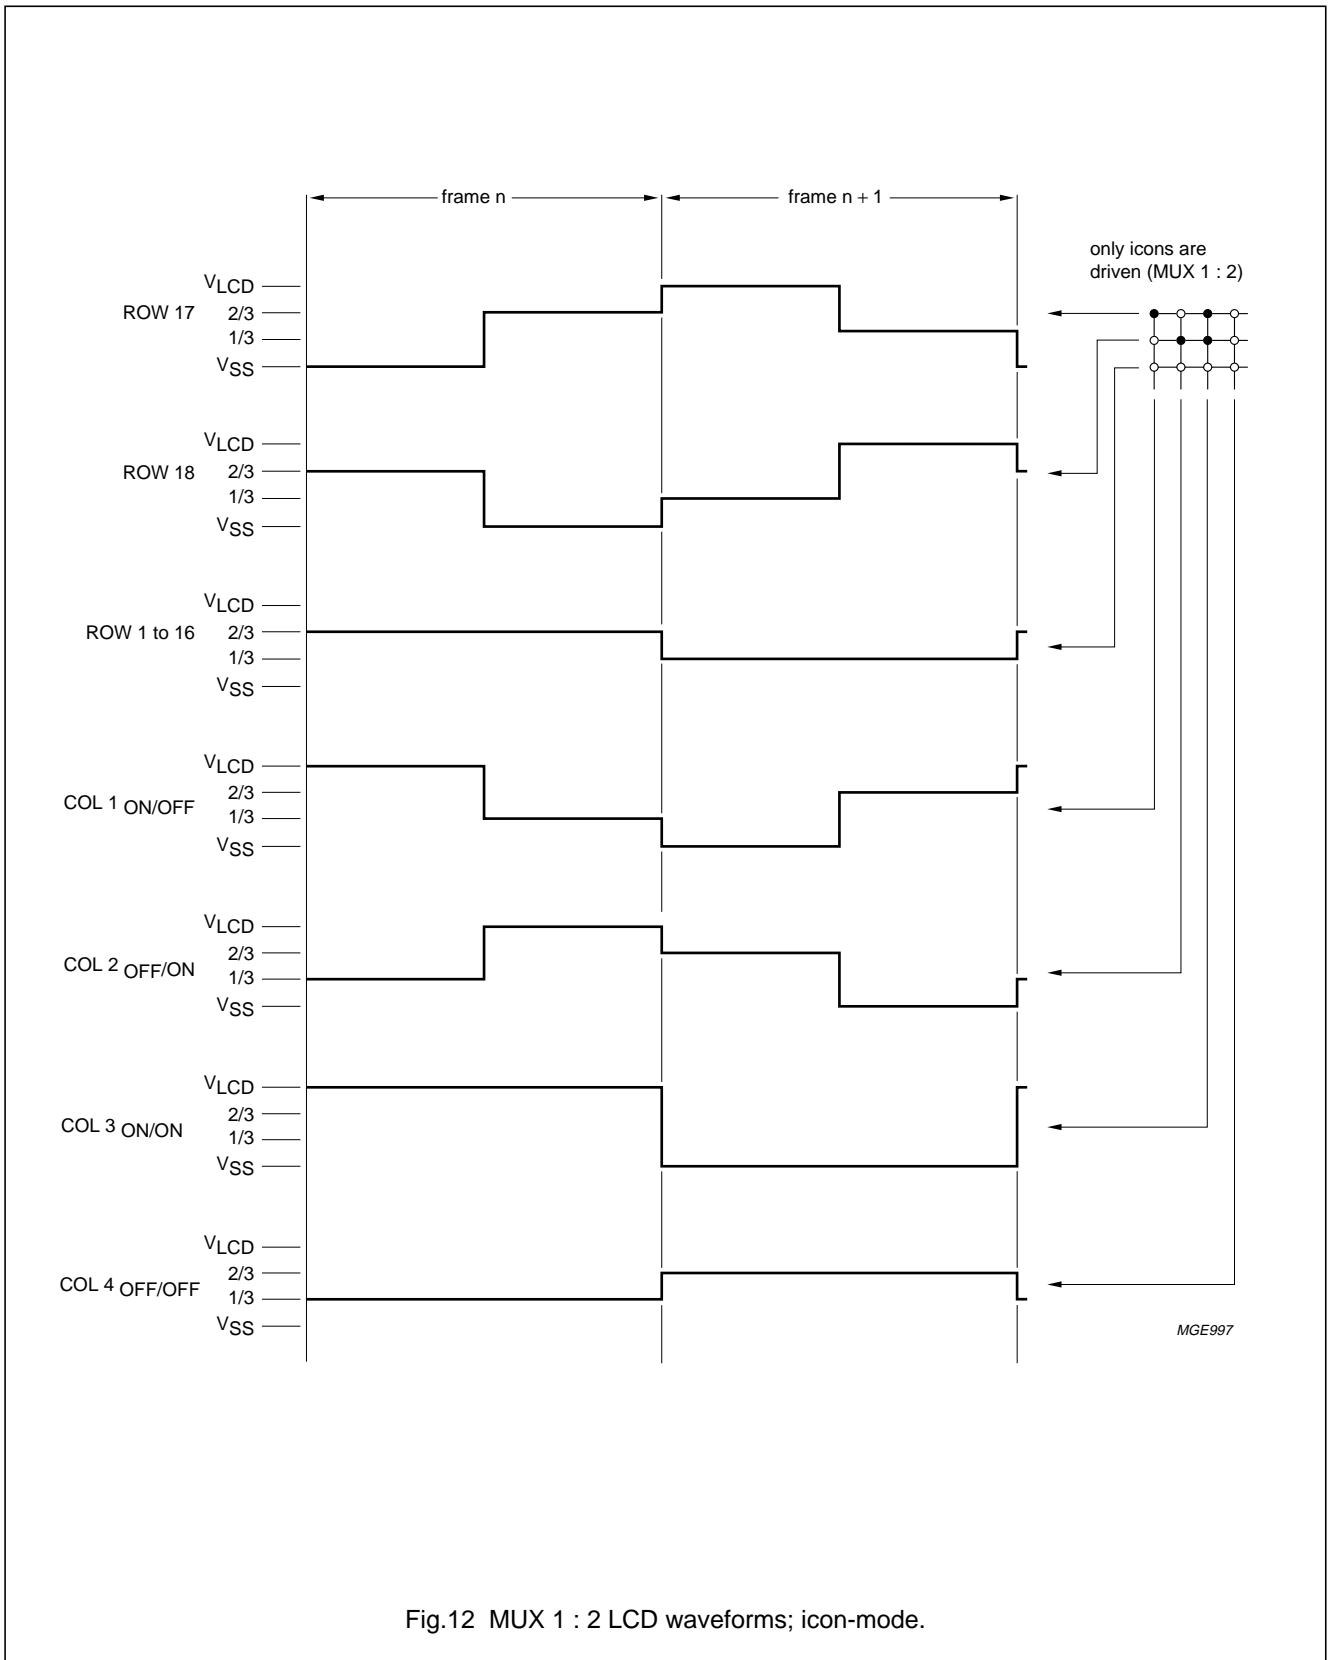 frame n
frame n + 1
only icons are
driven (MUX 1 : 2)
VLCD
ROW 17
2/3
1/3
VSS
VLCD
ROW 18
2/3
1/3
VSS
VLCD
ROW 1 to 16
2/3
1/3
VSS
VLCD
COL 1 ON/OFF
2/3
1/3
VSS
VLCD
COL 2 OFF/ON
2/3
1/3
VSS
VLCD
COL 3 ON/ON
2/3
1/3
VSS
VLCD
COL 4 OFF/OFF
2/3
1/3
VSS
MGE997
Fig.12 MUX 1 : 2 LCD waveforms; icon-mode.